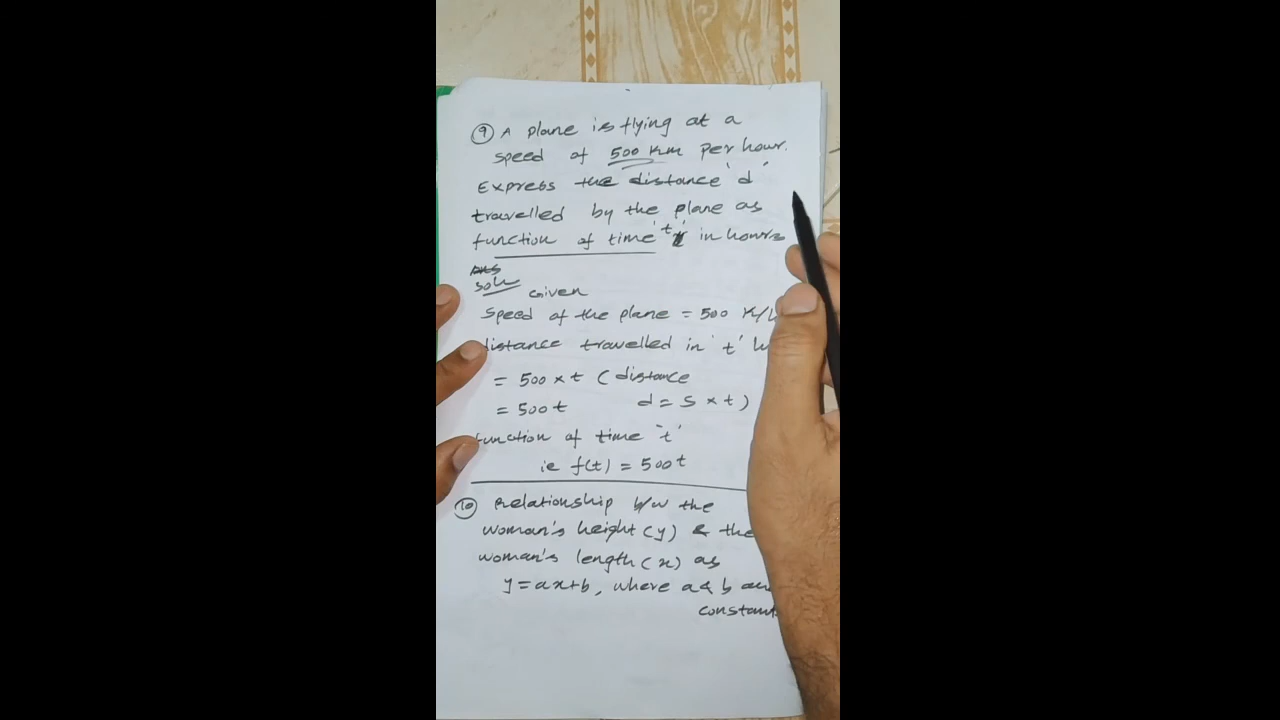 9 A plane is flying at a
speed of 500 km per hour.
Express the distance 'd'
travelled by the plane as
function of time 't' in hours
Ans
soln Given
Speed of the plane = 500 K/
distance travelled in 't'
= 500 x t ( distance
= 500t d = s x t )
function of time 't'
ie f(t) = 500t
10 Relationship b/w the
woman's height (y) & the
woman's length (x) as
y = ax+b, where a & b are
constant